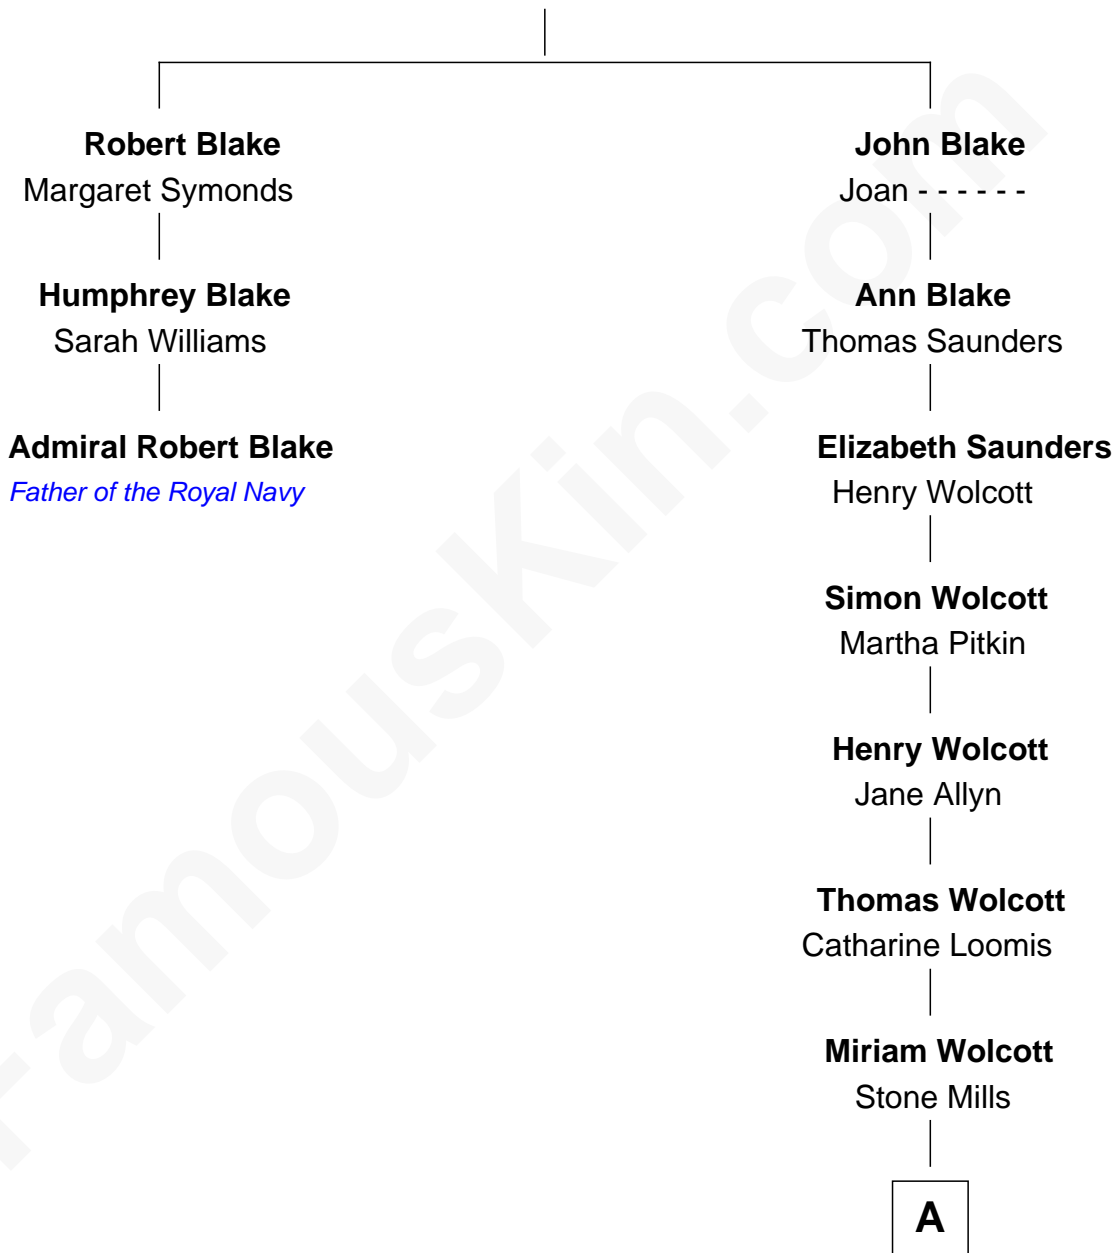 Robert Blake
Margaret Symonds
Humphrey Blake
Sarah Williams
Admiral Robert Blake
Father of the Royal Navy
John Blake
Joan - - - - - -
Ann Blake
Thomas Saunders
Elizabeth Saunders
Henry Wolcott
Simon Wolcott
Martha Pitkin
Henry Wolcott
Jane Allyn
Thomas Wolcott
Catharine Loomis
Miriam Wolcott
Stone Mills
A
FamousKin.com